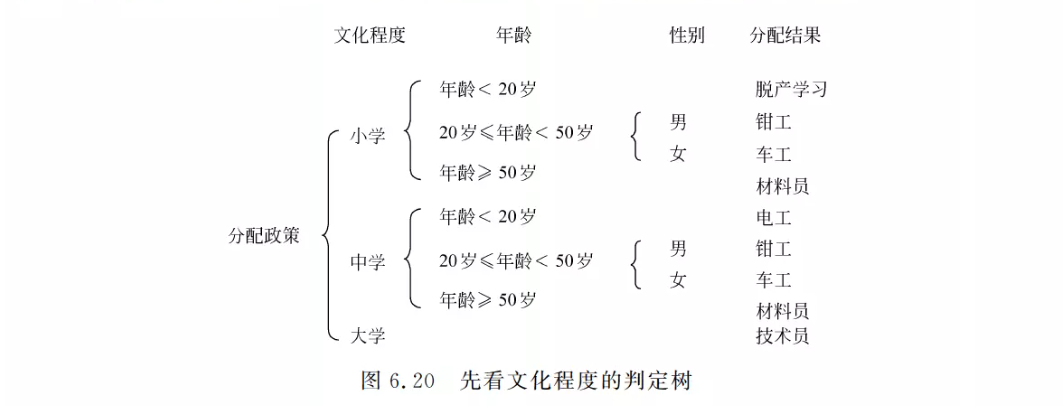 文化程度 年龄 性别 分配结果
年龄< 20岁 脱产学习
小学 20岁≤年龄< 50岁 男 钳工
女 车工
年龄≥ 50岁 材料员
年龄< 20岁 电工
分配政策
中学 20岁≤年龄< 50岁 男 钳工
女 车工
年龄≥ 50岁 材料员
大学 技术员
图 6.20 先看文化程度的判定树